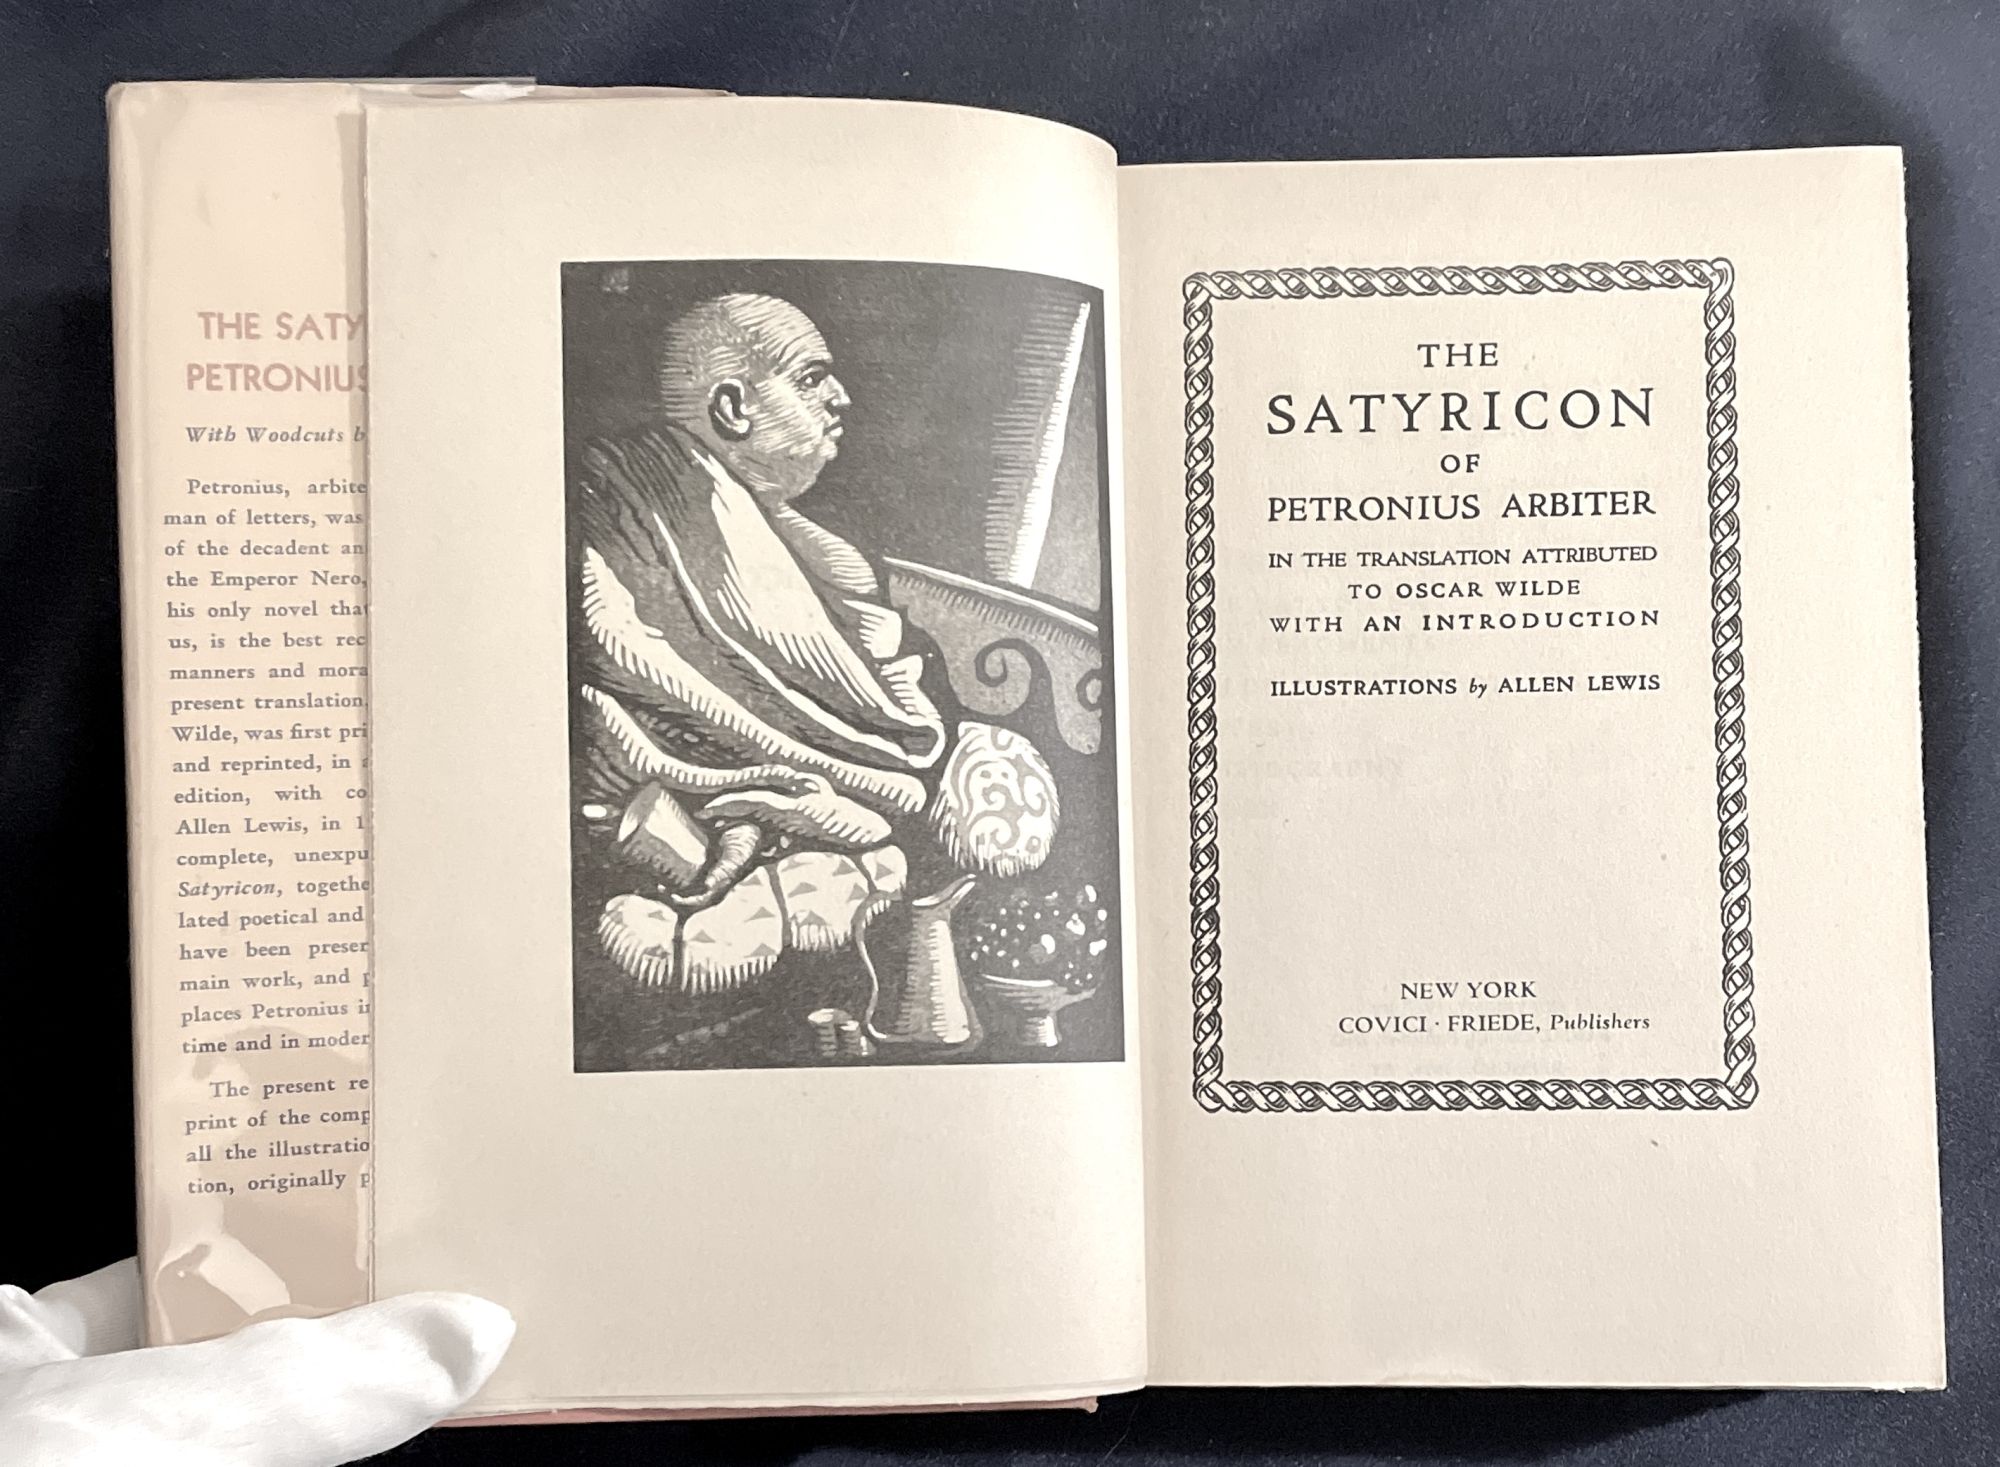 THE SATY
PETRONIUS
With Woodcuts b
Petronius, arbite
man of letters, was
of the decadent an
the Emperor Nero,
his only novel tha
us, is the best rec
manners and mora
present translation,
Wilde, was first pri
and reprinted, in a
edition, with co
Allen Lewis, in 1
complete, unexpu
Satyricon, togethe
lated poetical and
have been preser
main work, and p
places Petronius i
time and in moder
The present re
print of the comp
all the illustratio
tion, originally p
THE
SATYRICON
OF
PETRONIUS ARBITER
IN THE TRANSLATION ATTRIBUTED
TO OSCAR WILDE
WITH AN INTRODUCTION
ILLUSTRATIONS by ALLEN LEWIS
NEW YORK
COVICI · FRIEDE, Publishers